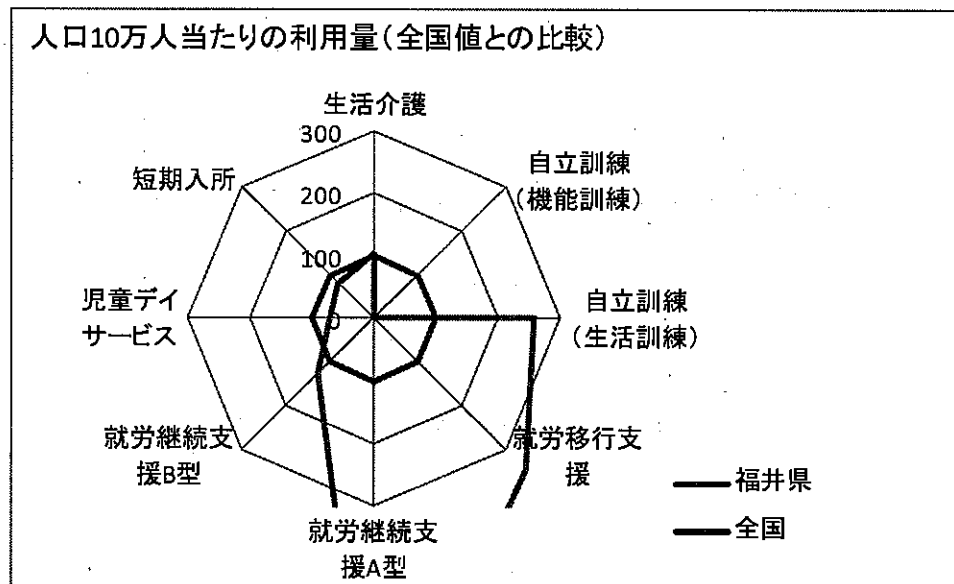 人口10万人当たりの利用量(全国値との比較)
生活介護
300
200
100
0
自立訓練
(機能訓練)
自立訓練
(生活訓練)
就労移行支
援
就労継続支
援A型
就労継続支
援B型
児童デイ
サービス
短期入所
福井県
全国